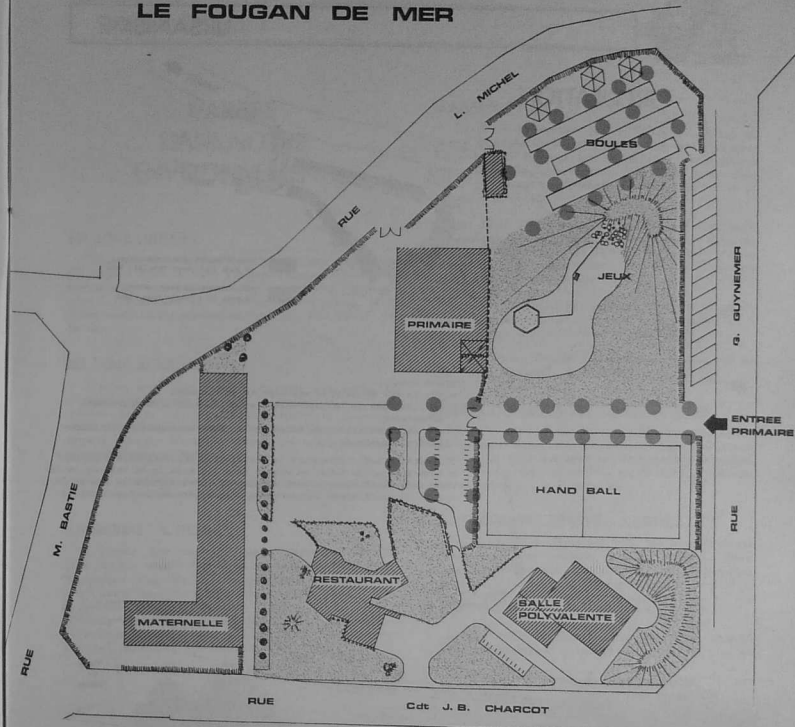 LE FOUGAN DE MER
L. MICHEL
RUE
BOULES
JEUX
PRIMAIRE
G. GUYNEMER
ENTREE
PRIMAIRE
RUE
HAND BALL
M. BASTIE
RUE
RESTAURANT
SALLE
POLYVALENTE
MATERNELLE
RUE
Cdt J. B. CHARCOT